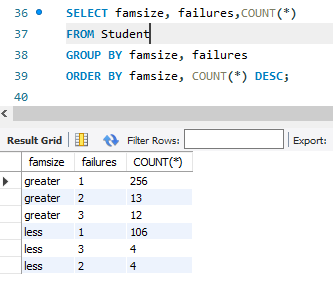 36 SELECT famsize, failures,COUNT(*)
37 FROM Student
38 GROUP BY famsize, failures
39 ORDER BY famsize, COUNT(*) DESC;
40
Result Grid Filter Rows: Export:
famsize failures COUNT(*)
greater 1 256
greater 2 13
greater 3 12
less 1 106
less 3 4
less 2 4